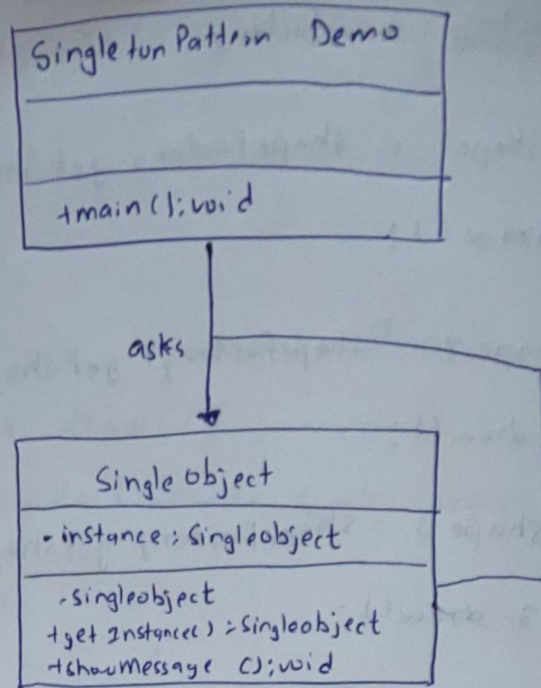 Singleton Pattern Demo
+main();void
asks
Single object
- instance : Singleobject
- singleobject
+get Instance() : Singleobject
+showMessage ();void